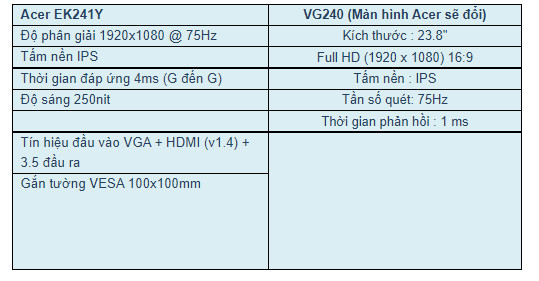 Acer EK241Y
VG240 (Màn hình Acer sẽ đổi)
Độ phân giải 1920x1080 @ 75Hz
Kích thước : 23.8"
Tấm nền IPS
Full HD (1920 x 1080) 16:9
Thời gian đáp ứng 4ms (G đến G)
Tấm nền : IPS
Độ sáng 250nit
Tần số quét: 75Hz
Thời gian phản hồi : 1 ms
Tín hiệu đầu vào VGA + HDMI (v1.4) +
3.5 đầu ra
Gắn tường VESA 100x100mm